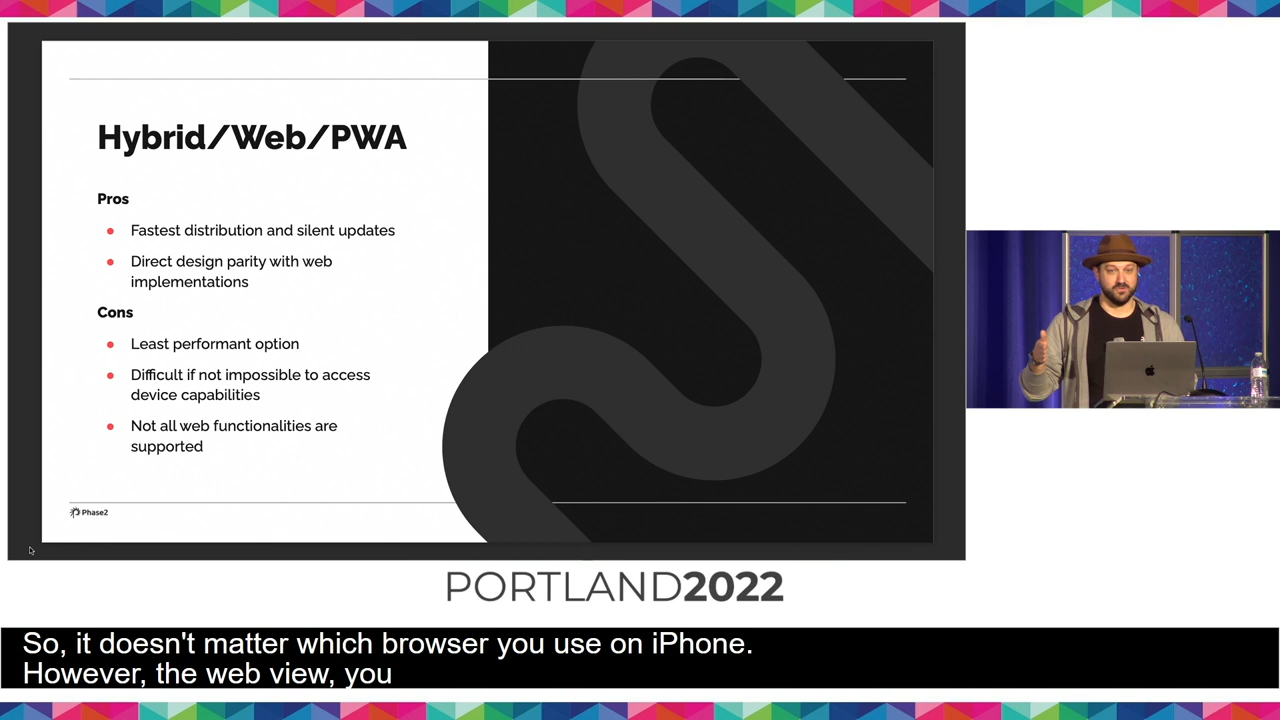 Hybrid/Web/PWA
Pros
Fastest distribution and silent updates
Direct design parity with web
implementations
Cons
Least performant option
Difficult if not impossible to access
device capabilities
Not all web functionalities are
supported
Phase2
PORTLAND2022
So, it doesn't matter which browser you use on iPhone.
However, the web view, you